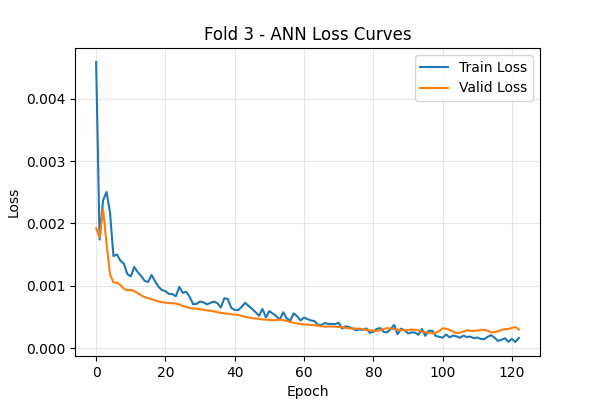 Fold 3 - ANN Loss Curves
Train Loss
Valid Loss
Loss
0.004
0.003
0.002
0.001
0.000
0 20 40 60 80 100 120
Epoch